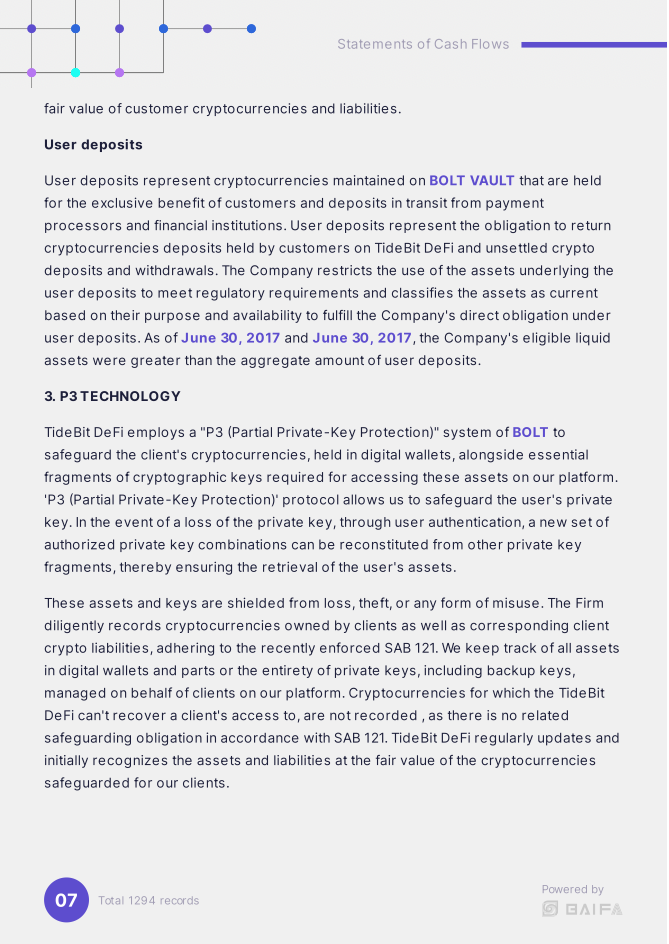 Statements of Cash Flows
fair value of customer cryptocurrencies and liabilities.
User deposits
User deposits represent cryptocurrencies maintained on BOLT VAULT that are held
for the exclusive benefit of customers and deposits in transit from payment
processors and financial institutions. User deposits represent the obligation to return
cryptocurrencies deposits held by customers on TideBit DeFi and unsettled crypto
deposits and withdrawals. The Company restricts the use of the assets underlying the
user deposits to meet regulatory requirements and classifies the assets as current
based on their purpose and availability to fulfill the Company's direct obligation under
user deposits. As of June 30, 2017 and June 30, 2017, the Company's eligible liquid
assets were greater than the aggregate amount of user deposits.
3. P3 TECHNOLOGY
TideBit DeFi employs a "P3 (Partial Private-Key Protection)" system of BOLT to
safeguard the client's cryptocurrencies, held in digital wallets, alongside essential
fragments of cryptographic keys required for accessing these assets on our platform.
'P3 (Partial Private-Key Protection)' protocol allows us to safeguard the user's private
key. In the event of a loss of the private key, through user authentication, a new set of
authorized private key combinations can be reconstituted from other private key
fragments, thereby ensuring the retrieval of the user's assets.
These assets and keys are shielded from loss, theft, or any form of misuse. The Firm
diligently records cryptocurrencies owned by clients as well as corresponding client
crypto liabilities, adhering to the recently enforced SAB 121. We keep track of all assets
in digital wallets and parts or the entirety of private keys, including backup keys,
managed on behalf of clients on our platform. Cryptocurrencies for which the TideBit
DeFi can't recover a client's access to, are not recorded , as there is no related
safeguarding obligation in accordance with SAB 121. TideBit DeFi regularly updates and
initially recognizes the assets and liabilities at the fair value of the cryptocurrencies
safeguarded for our clients.
07
Total 1294 records
Powered by
BAIFA